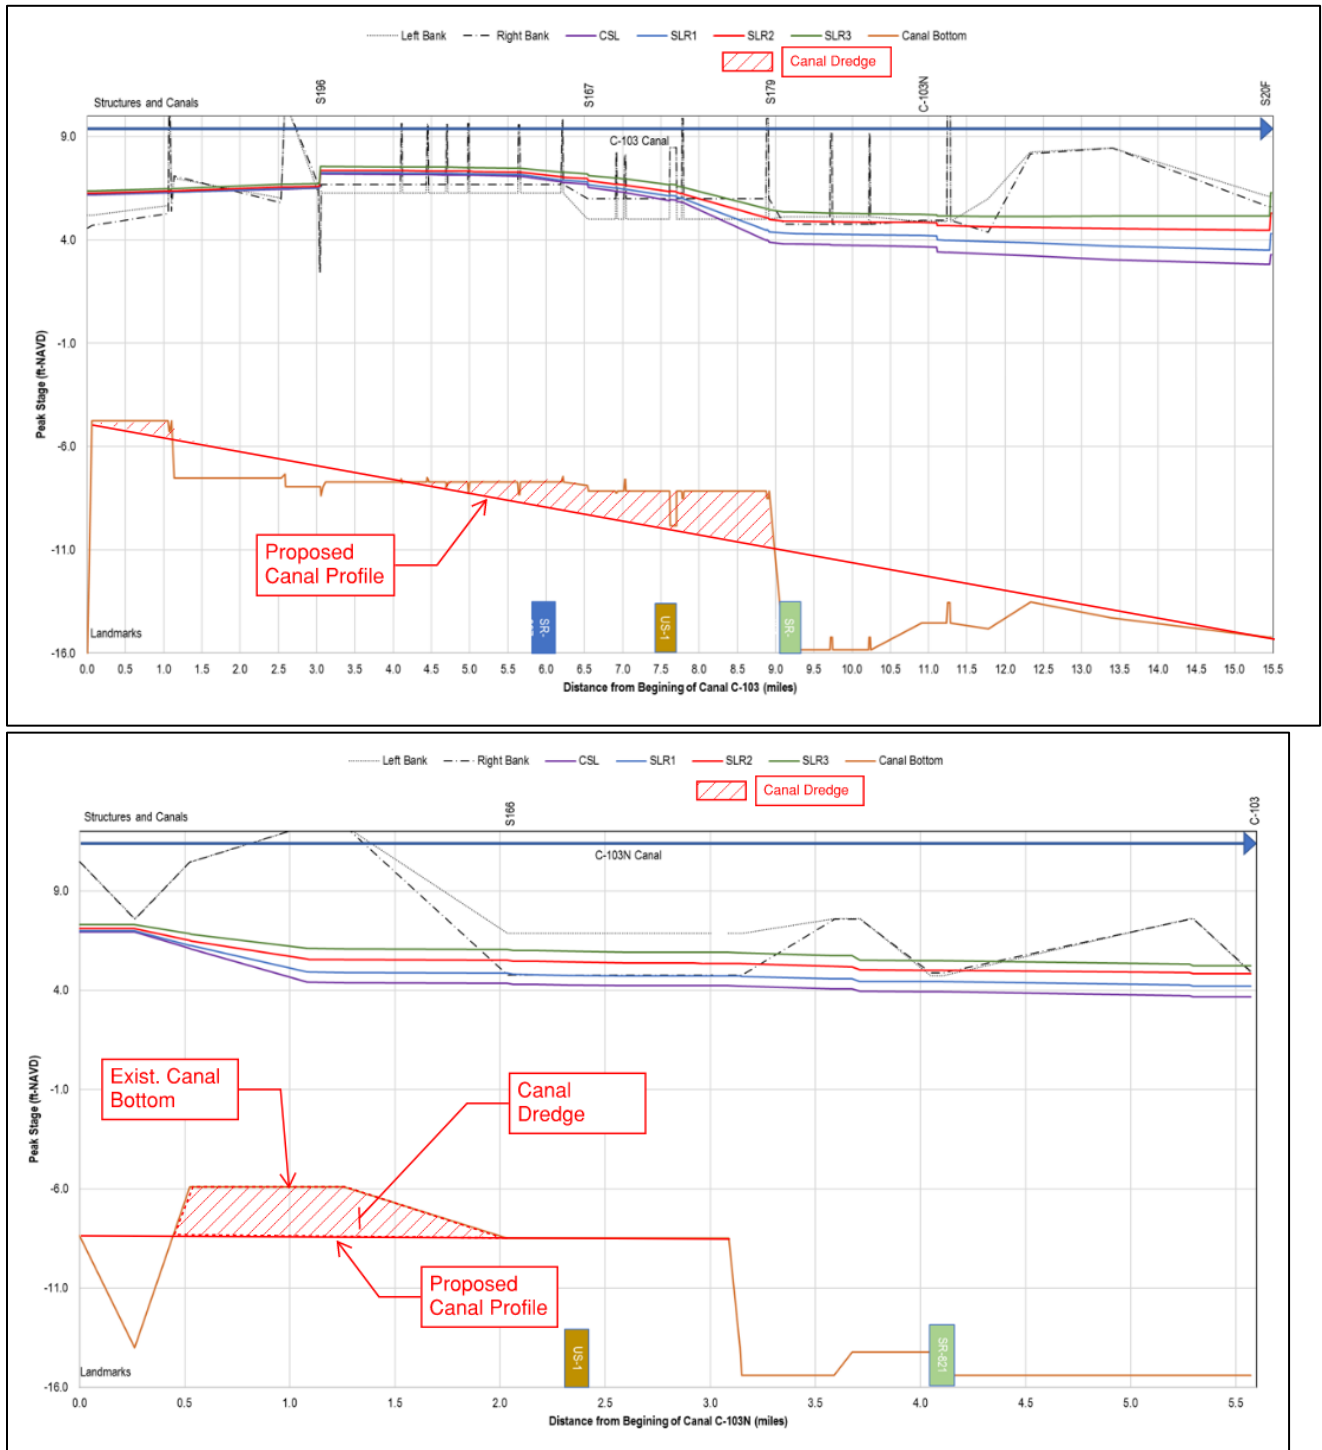 Left Bank Right Bank CSL SLR1 SLR2 SLR3 Canal Bottom
Canal Dredge
S196 S167 S179 C-103N S20F
Structures and Canals
C-103 Canal
9.0
4.0
-1.0
-6.0
-11.0
-16.0
Peak Stage (ft-NAVD)
Proposed
Canal Profile
Landmarks
SR-
US-1
SR-
0.0 0.5 1.0 1.5 2.0 2.5 3.0 3.5 4.0 4.5 5.0 5.5 6.0 6.5 7.0 7.5 8.0 8.5 9.0 9.5 10.0 10.5 11.0 11.5 12.0 12.5 13.0 13.5 14.0 14.5 15.0 15.5
Distance from Begining of Canal C-103 (miles)
Left Bank Right Bank CSL SLR1 SLR2 SLR3 Canal Bottom
Canal Dredge
S166 C-103
Structures and Canals
C-103N Canal
9.0
4.0
-1.0
-6.0
-11.0
-16.0
Peak Stage (ft-NAVD)
Exist. Canal
Bottom
Canal
Dredge
Proposed
Canal Profile
Landmarks
US-1
SR-821
0.0 0.5 1.0 1.5 2.0 2.5 3.0 3.5 4.0 4.5 5.0 5.5
Distance from Begining of Canal C-103N (miles)